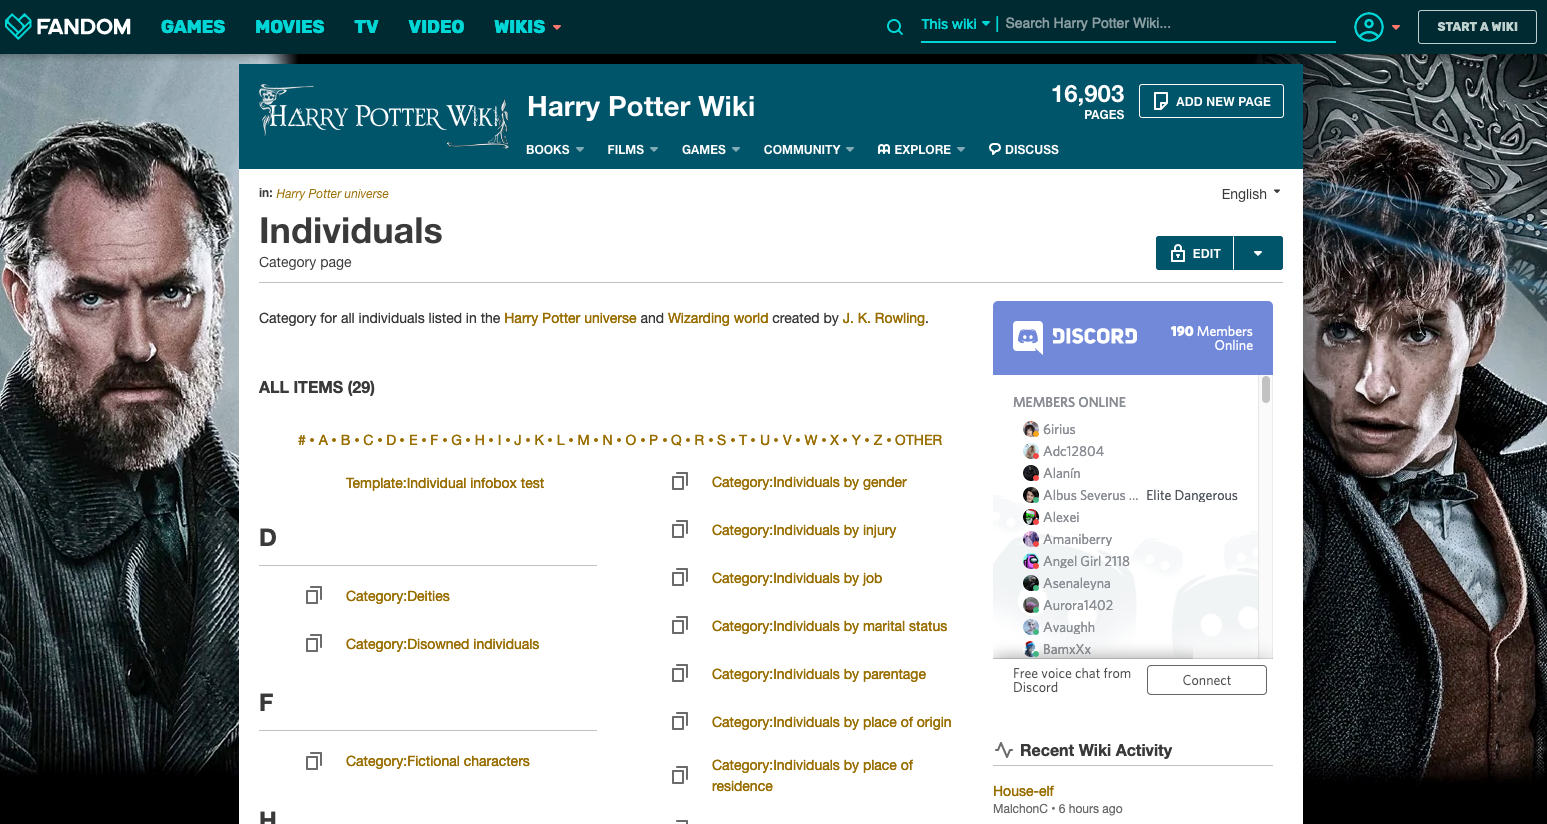 FANDOM
GAMES MOVIES TV VIDEO WIKIS
This wiki | Search Harry Potter Wiki...
START A WIKI
HARRY POTTER WIKI
Harry Potter Wiki
16,903
PAGES
ADD NEW PAGE
BOOKS FILMS GAMES COMMUNITY EXPLORE DISCUSS
in: Harry Potter universe
English
Individuals
Category page
EDIT
Category for all individuals listed in the Harry Potter universe and Wizarding world created by J. K. Rowling.
ALL ITEMS (29)
# • A • B • C • D • E • F • G • H • I • J • K • L • M • N • O • P • Q • R • S • T • U • V • W • X • Y • Z • OTHER
Template:Individual infobox test
D
Category:Deities
Category:Disowned individuals
F
Category:Fictional characters
H
Category:Individuals by gender
Category:Individuals by injury
Category:Individuals by job
Category:Individuals by marital status
Category:Individuals by parentage
Category:Individuals by place of origin
Category:Individuals by place of
residence
DISCORD
190 Members
Online
MEMBERS ONLINE
6irius
Adc12804
Alanín
Albus Severus ... Elite Dangerous
Alexei
Amaniberry
Angel Girl 2118
Asenaleyna
Aurora1402
Avaughh
BamxXx
Free voice chat from
Discord
Connect
Recent Wiki Activity
House-elf
MalchonC • 6 hours ago